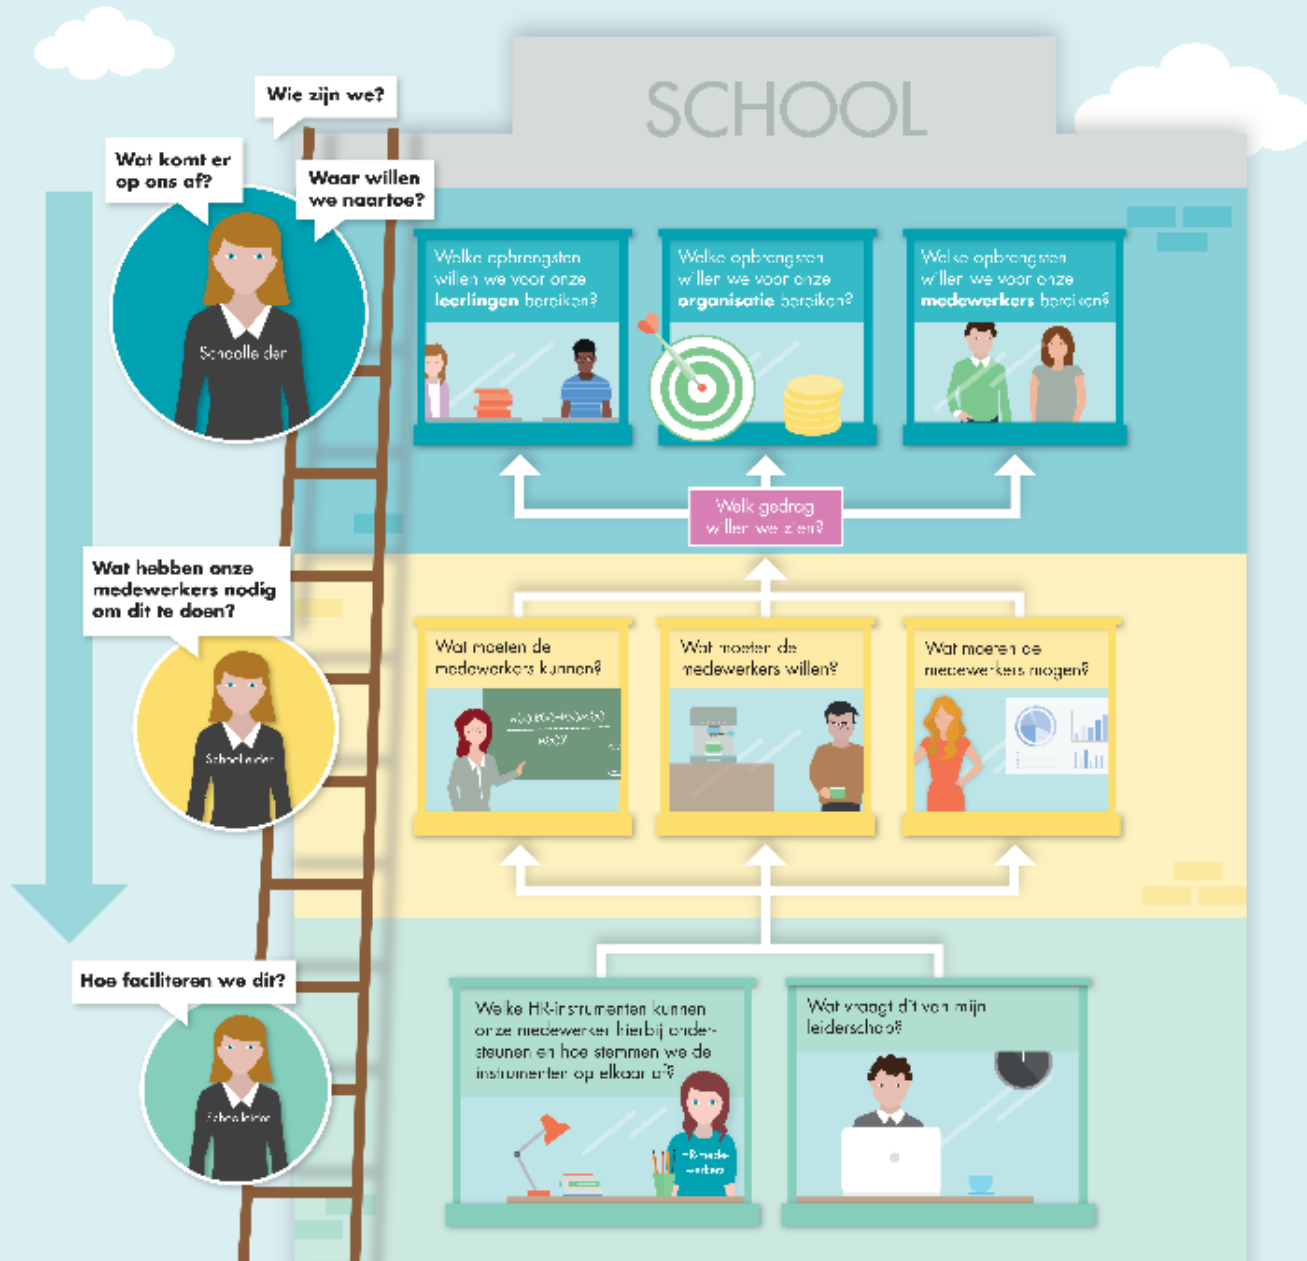 SCHOOL
Wie zijn we?
Wat komt er
op ons af?
Waar willen
we naartoe?
Schoolleider
Welke opbrengsten
willen we voor onze
leerlingen bereiken?
Welke opbrengsten
willen we voor onze
organisatie bereiken?
Welke opbrengsten
willen we voor onze
medewerkers bereiken?
Welk gedrag
willen we zien?
Wat hebben onze
medewerkers nodig
om dit te doen?
Schoolleider
Wat moeten de
medewerkers kunnen?
Wat moeten de
medewerkers willen?
Wat moeten de
medewerkers mogen?
Hoe faciliteren we dit?
Schoolleider
Welke HR-instrumenten kunnen
onze medewerker hierbij onder-
steunen en hoe stemmen we de
instrumenten op elkaar af?
HR-mede-
werkers
Wat vraagt dit van mijn
leiderschap?